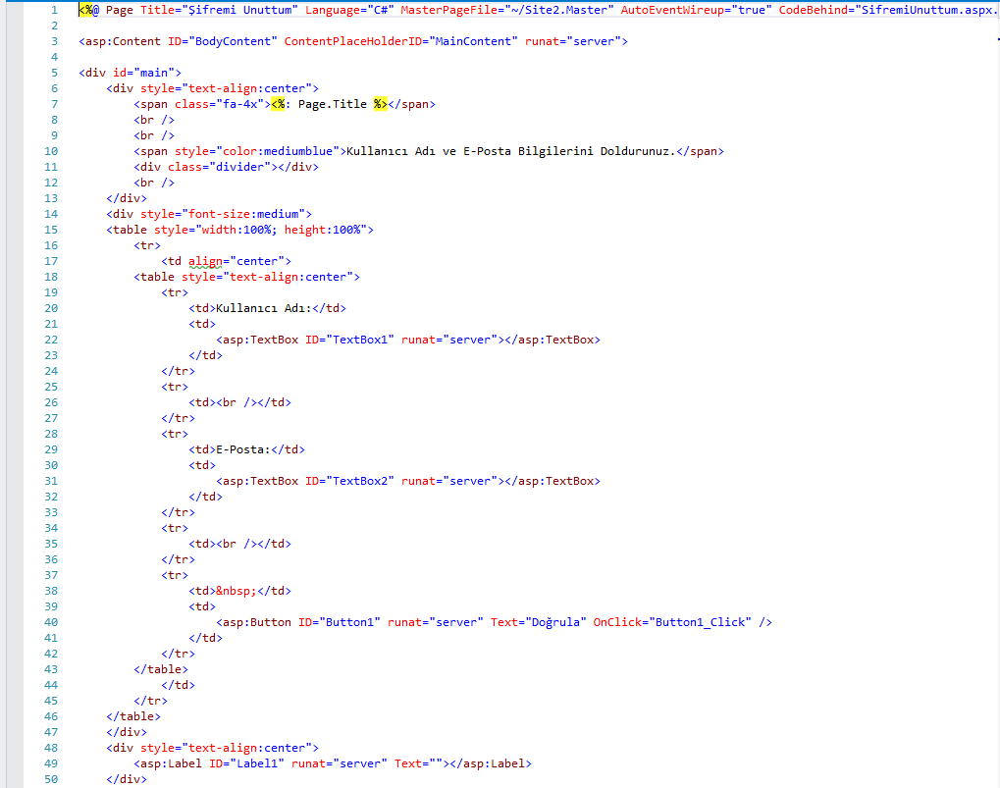 1 <%@ Page Title="Şifremi Unuttum" Language="C#" MasterPageFile="~/Site2.Master" AutoEventWireup="true" CodeBehind="SifremiUnuttum.aspx.
2
3 <asp:Content ID="BodyContent" ContentPlaceHolderID="MainContent" runat="server">
4
5 <div id="main">
6 <div style="text-align:center">
7 <span class="fa-4x"><%: Page.Title %></span>
8 <br />
9 <br />
10 <span style="color:mediumblue">Kullanıcı Adı ve E-Posta Bilgilerini Doldurunuz.</span>
11 <div class="divider"></div>
12 <br />
13 </div>
14 <div style="font-size:medium">
15 <table style="width:100%; height:100%">
16 <tr>
17 <td align="center">
18 <table style="text-align:center">
19 <tr>
20 <td>Kullanıcı Adı:</td>
21 <td>
22 <asp:TextBox ID="TextBox1" runat="server"></asp:TextBox>
23 </td>
24 </tr>
25 <tr>
26 <td><br /></td>
27 </tr>
28 <tr>
29 <td>E-Posta:</td>
30 <td>
31 <asp:TextBox ID="TextBox2" runat="server"></asp:TextBox>
32 </td>
33 </tr>
34 <tr>
35 <td><br /></td>
36 </tr>
37 <tr>
38 <td>&nbsp;</td>
39 <td>
40 <asp:Button ID="Button1" runat="server" Text="Doğrula" OnClick="Button1_Click" />
41 </td>
42 </tr>
43 </table>
44 </td>
45 </tr>
46 </table>
47 </div>
48 <div style="text-align:center">
49 <asp:Label ID="Label1" runat="server" Text=""></asp:Label>
50 </div>